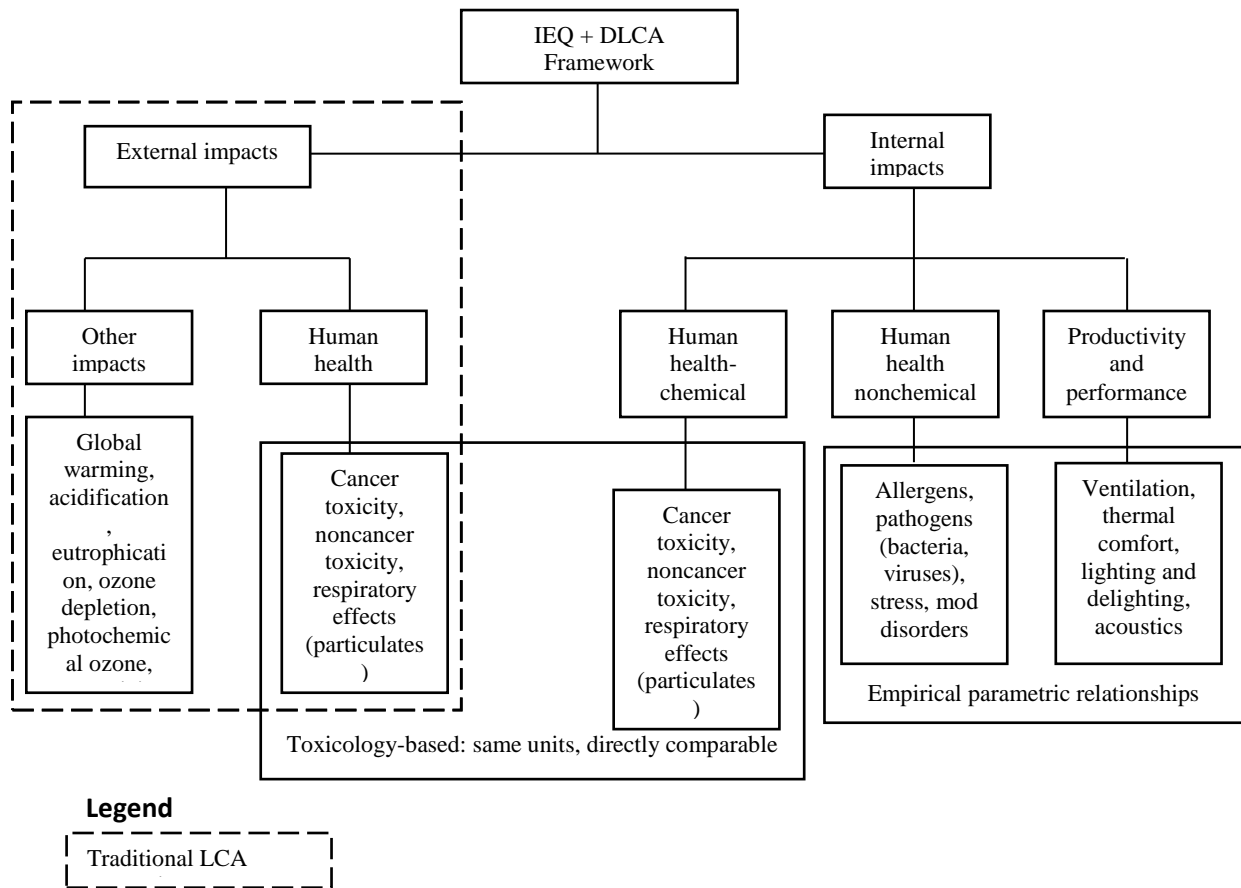 IEQ + DLCA
Framework
External impacts
Internal
impacts
Other
impacts
Human
health
Human
health-
chemical
Human
health
nonchemical
Productivity
and
performance
Global
warming,
acidification
,
eutrophicati
on, ozone
depletion,
photochemic
al ozone,
Cancer
toxicity,
noncancer
toxicity,
respiratory
effects
(particulates
)
Cancer
toxicity,
noncancer
toxicity,
respiratory
effects
(particulates
)
Allergens,
pathogens
(bacteria,
viruses),
stress, mod
disorders
Ventilation,
thermal
comfort,
lighting and
delighting,
acoustics
Empirical parametric relationships
Toxicology-based: same units, directly comparable
Legend
Traditional LCA